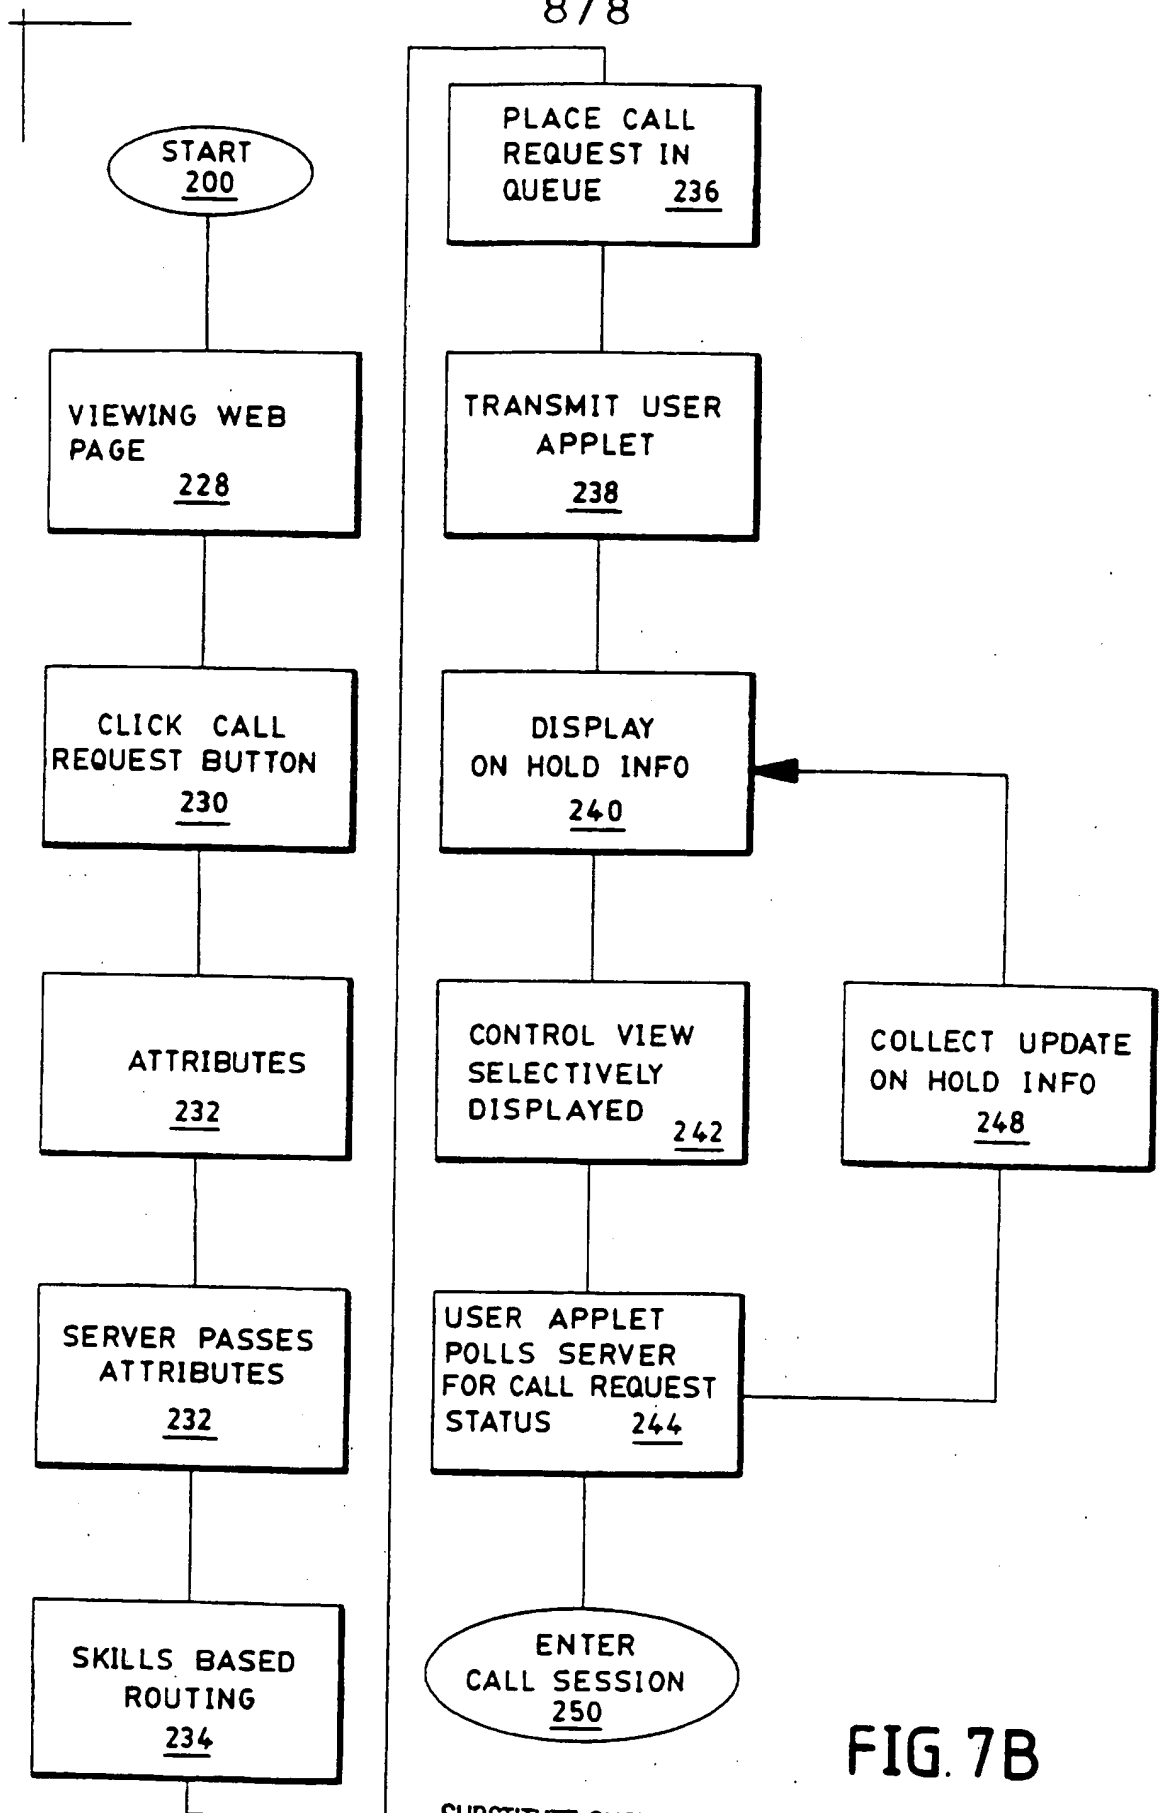 8/8
START
200
VIEWING WEB
PAGE
228
CLICK CALL
REQUEST BUTTON
230
ATTRIBUTES
232
SERVER PASSES
ATTRIBUTES
232
SKILLS BASED
ROUTING
234
PLACE CALL
REQUEST IN
QUEUE 236
TRANSMIT USER
APPLET
238
DISPLAY
ON HOLD INFO
240
CONTROL VIEW
SELECTIVELY
DISPLAYED
242
USER APPLET
POLLS SERVER
FOR CALL REQUEST
STATUS 244
COLLECT UPDATE
ON HOLD INFO
248
ENTER
CALL SESSION
250
FIG. 7B